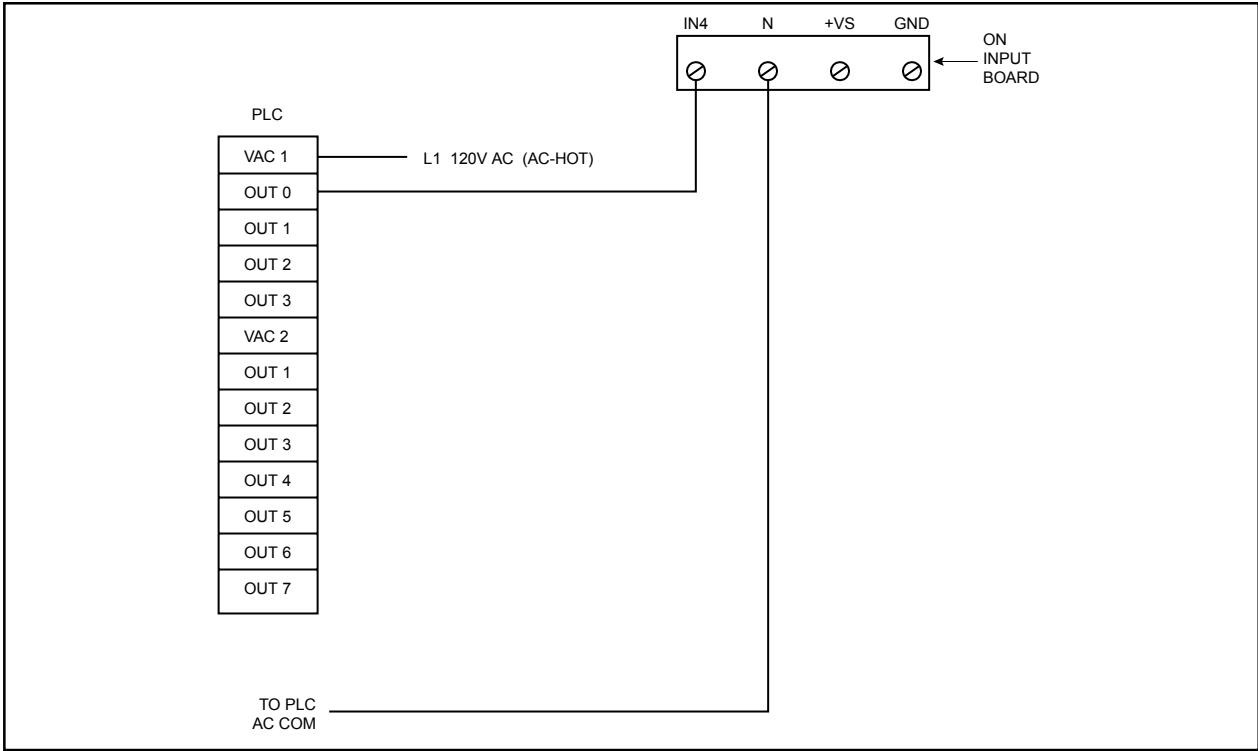 IN4 N +VS GND
ON
INPUT
BOARD
PLC
VAC 1
L1 120V AC (AC-HOT)
OUT 0
OUT 1
OUT 2
OUT 3
VAC 2
OUT 1
OUT 2
OUT 3
OUT 4
OUT 5
OUT 6
OUT 7
TO PLC
AC COM